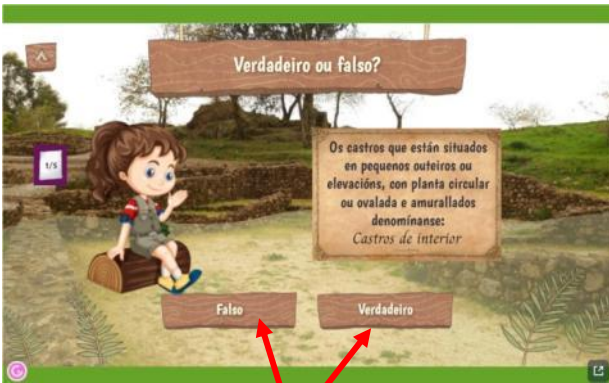 Verdadeiro ou falso?
1/5
Os castros que están situados
en pequenos outeiros ou
elevacións, con planta circular
ou ovalada e amurallados
denomínanse:
Castros de interior
Falso
Verdadeiro